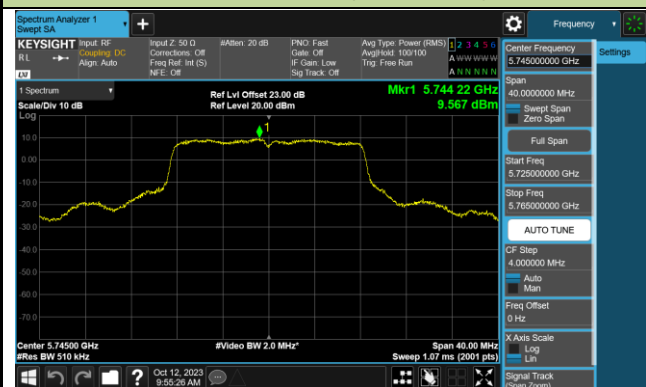 Spectrum Analyzer 1
Swept SA
Frequency
KEYSIGHT
RL
LXI
Input: RF
Coupling: DC
Align: Auto
Input Z: 50 Ω
Corrections: Off
Freq Ref: Int (S)
NFE: Off
#Atten: 20 dB
PNO: Fast
Gate: Off
IF Gain: Low
Sig Track: Off
Avg Type: Power (RMS)
Avg|Hold: 100/100
Trig: Free Run
1 2 3 4 5 6
A W W W W W
A N N N N N
1 Spectrum
Scale/Div 10 dB
Log
Ref Lvl Offset 23.00 dB
Ref Level 20.00 dBm
Mkr1 5.744 22 GHz
9.567 dBm
1
10.0
0.00
-10.0
-20.0
-30.0
-40.0
-50.0
-60.0
-70.0
Center 5.74500 GHz
#Res BW 510 kHz
#Video BW 2.0 MHz*
Span 40.00 MHz
Sweep 1.07 ms (2001 pts)
Center Frequency
5.745000000 GHz
Span
40.0000000 MHz
Swept Span
Zero Span
Full Span
Start Freq
5.725000000 GHz
Stop Freq
5.765000000 GHz
AUTO TUNE
CF Step
4.000000 MHz
Auto
Man
Freq Offset
0 Hz
X Axis Scale
Log
Lin
Signal Track
(Span Zoom)
Settings
?
Oct 12, 2023
9:55:26 AM